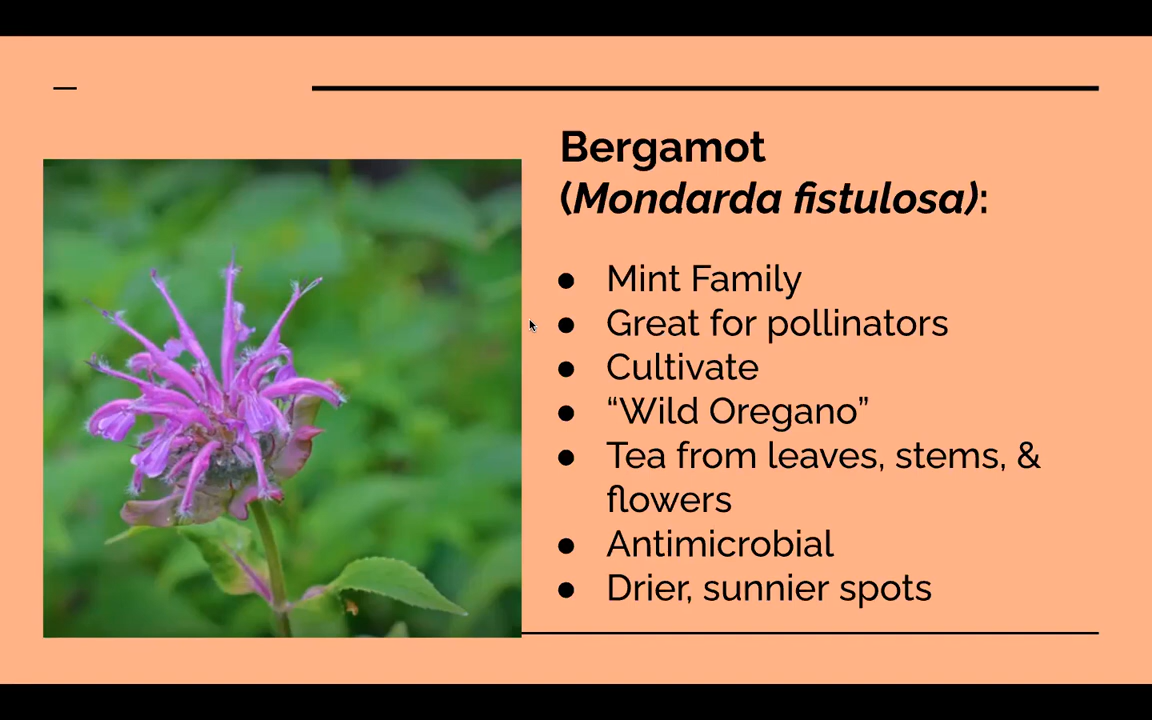 Bergamot
(Mondarda fistulosa):
● Mint Family
● Great for pollinators
● Cultivate
● “Wild Oregano”
● Tea from leaves, stems, &
flowers
● Antimicrobial
● Drier, sunnier spots